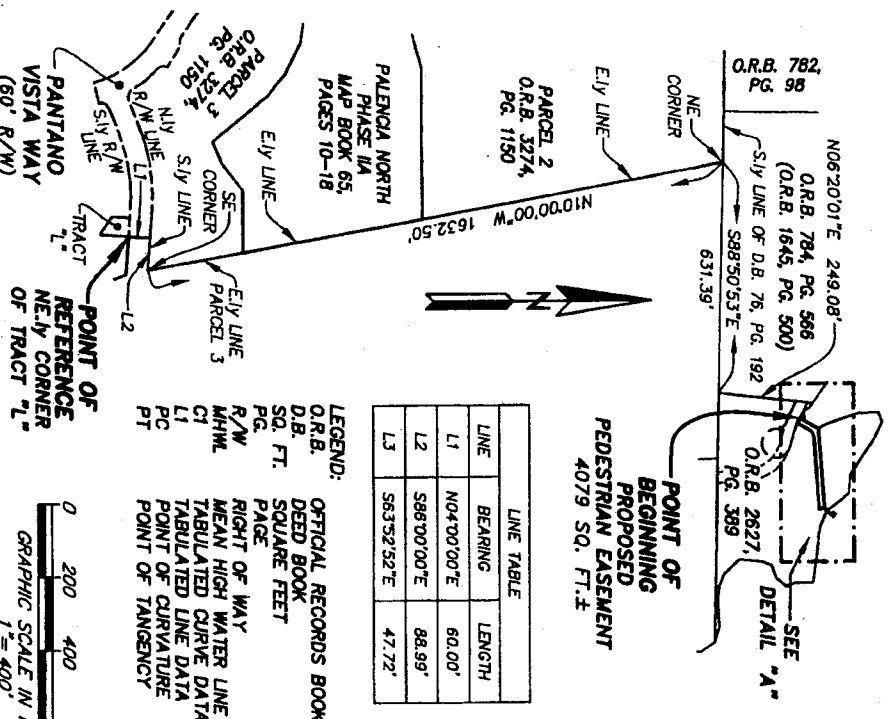 O.R.B. 782,
PG. 98
N06°20'01"E 249.08'
O.R.B. 784, PG. 566
(O.R.B. 1645, PG. 500)
S.ly LINE OF D.B. 76, PG. 192
S88°50'53"E
631.39'
NE
CORNER
SEE
DETAIL "A"
O.R.B. 2627,
PG. 389
POINT OF
BEGINNING
PROPOSED
PEDESTRIAN EASEMENT
4079 SQ. FT.±
PARCEL 2
O.R.B. 3274,
PG. 1150
E.ly LINE
N10°00'00"W 1632.50'
PALENCIA NORTH
PHASE IIA
MAP BOOK 65,
PAGES 10-18
PARCEL 3
O.R.B. 3274,
PG. 1150
E.ly LINE
E.ly LINE
PARCEL 3
SE
CORNER
S.ly LINE
N.ly
R/W LINE
L1
S.ly R/W
LINE
L2
TRACT
"L"
PANTANO
VISTA WAY
(60' R/W)
POINT OF
REFERENCE
NE.ly CORNER
OF TRACT "L"
N
LINE TABLE
LINE BEARING LENGTH
L1 N04°00'00"E 60.00'
L2 S86°00'00"E 88.99'
L3 S63°52'52"E 47.72'
LEGEND:
O.R.B. OFFICIAL RECORDS BOOK
D.B. DEED BOOK
SQ. FT. SQUARE FEET
PG. PAGE
R/W RIGHT OF WAY
MHWL MEAN HIGH WATER LINE
C1 TABULATED CURVE DATA
L1 TABULATED LINE DATA
PC POINT OF CURVATURE
PT POINT OF TANGENCY
0 200 400
GRAPHIC SCALE IN
1"= 400'